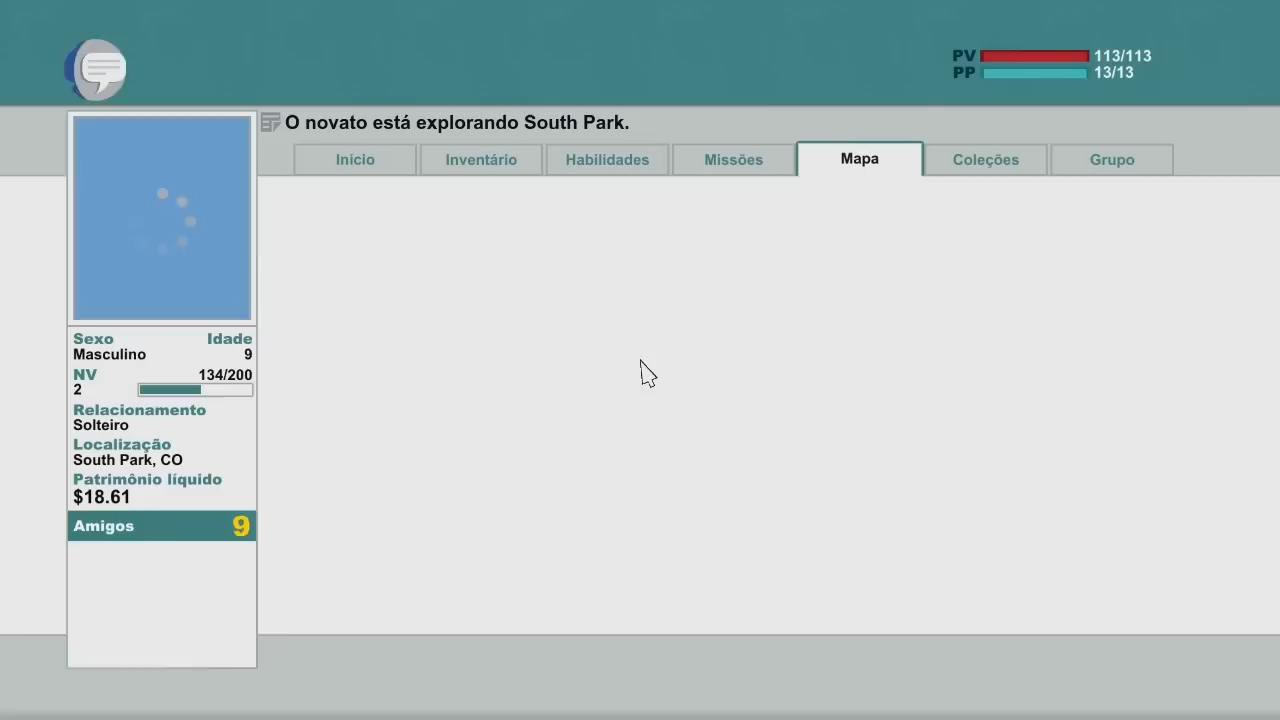 PV 113/113
PP 13/13
O novato está explorando South Park.
Início
Inventário
Habilidades
Missões
Mapa
Coleções
Grupo
Sexo Idade
Masculino 9
NV 134/200
2
Relacionamento
Solteiro
Localização
South Park, CO
Patrimônio líquido
$18.61
Amigos 9